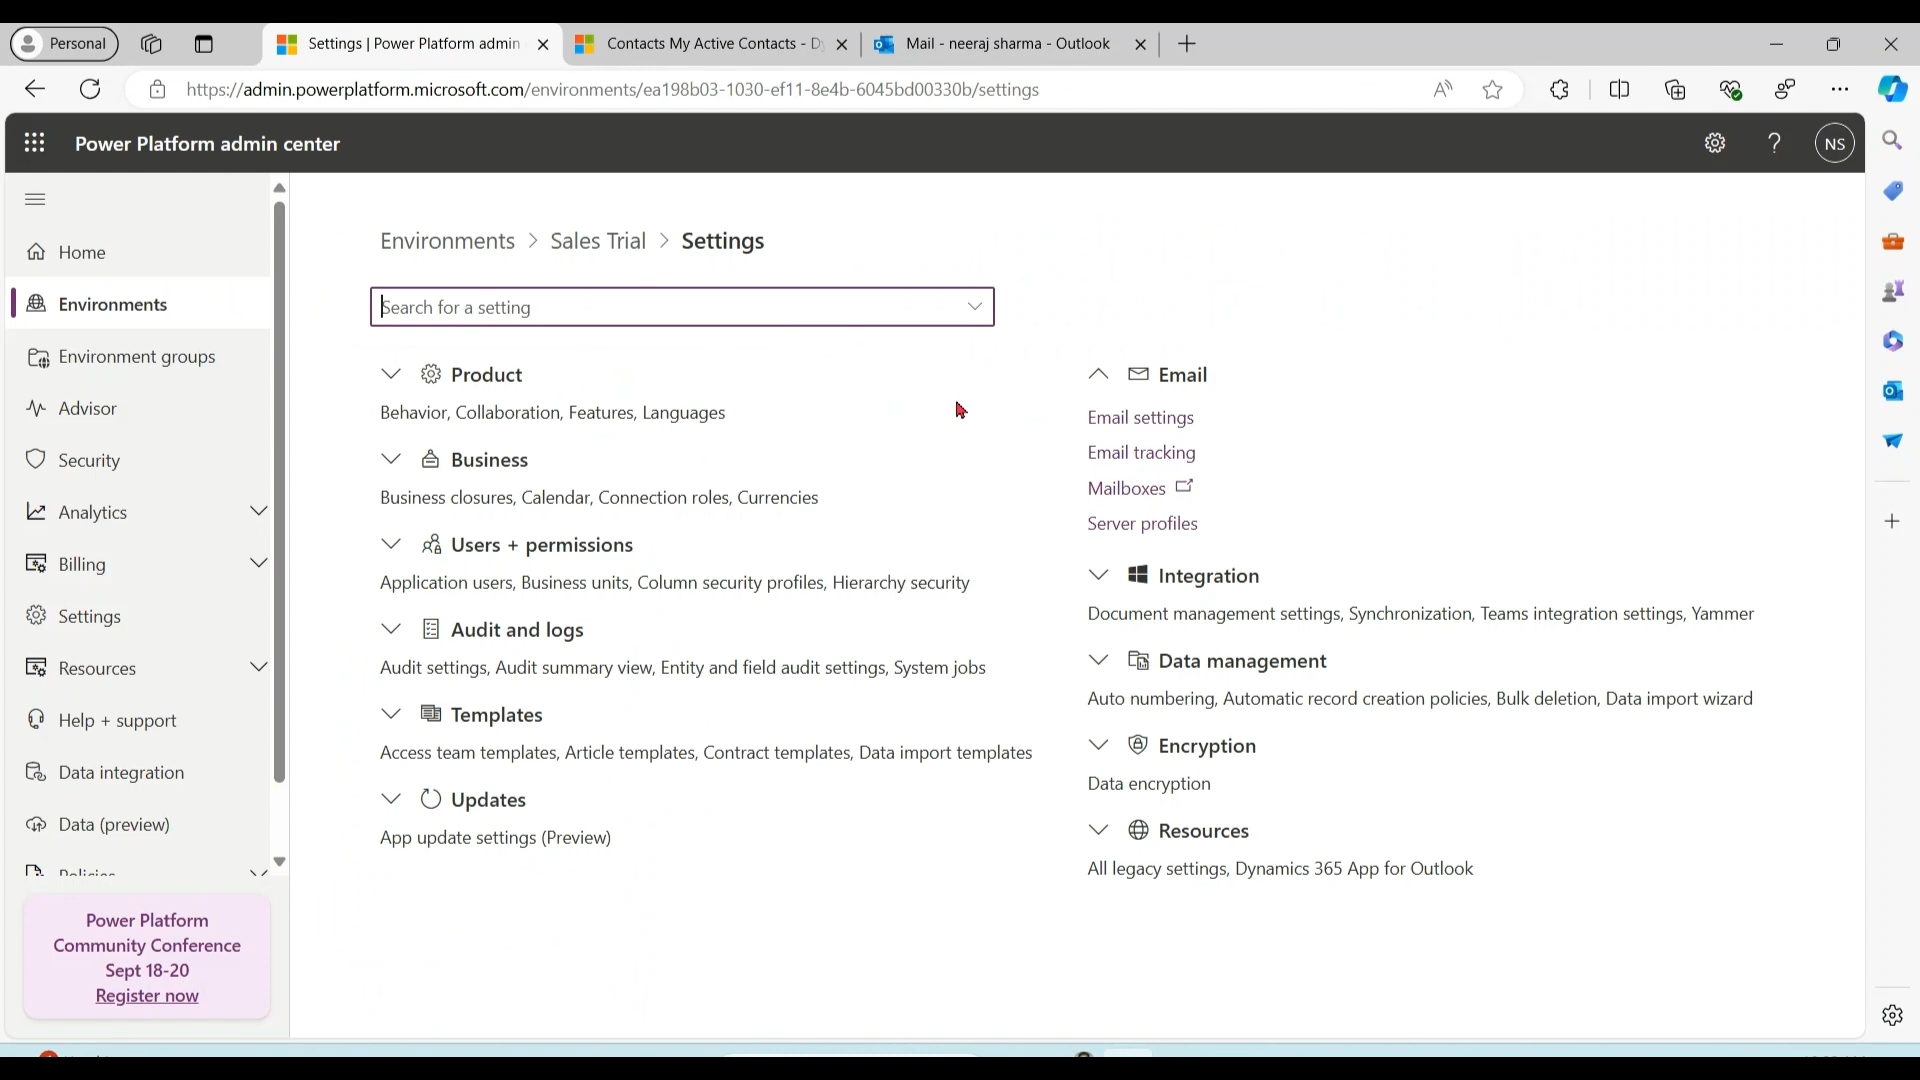 Personal
Settings | Power Platform admin
Contacts My Active Contacts - Dy
Mail - neeraj sharma - Outlook
https://admin.powerplatform.microsoft.com/environments/ea198b03-1030-ef11-8e4b-6045bd00330b/settings
Power Platform admin center
NS
Home
Environments
Environment groups
Advisor
Security
Analytics
Billing
Settings
Resources
Help + support
Data integration
Data (preview)
Policies
Power Platform
Community Conference
Sept 18-20
Register now
Environments > Sales Trial > Settings
Search for a setting
Product
Behavior, Collaboration, Features, Languages
Business
Business closures, Calendar, Connection roles, Currencies
Users + permissions
Application users, Business units, Column security profiles, Hierarchy security
Audit and logs
Audit settings, Audit summary view, Entity and field audit settings, System jobs
Templates
Access team templates, Article templates, Contract templates, Data import templates
Updates
App update settings (Preview)
Email
Email settings
Email tracking
Mailboxes
Server profiles
Integration
Document management settings, Synchronization, Teams integration settings, Yammer
Data management
Auto numbering, Automatic record creation policies, Bulk deletion, Data import wizard
Encryption
Data encryption
Resources
All legacy settings, Dynamics 365 App for Outlook